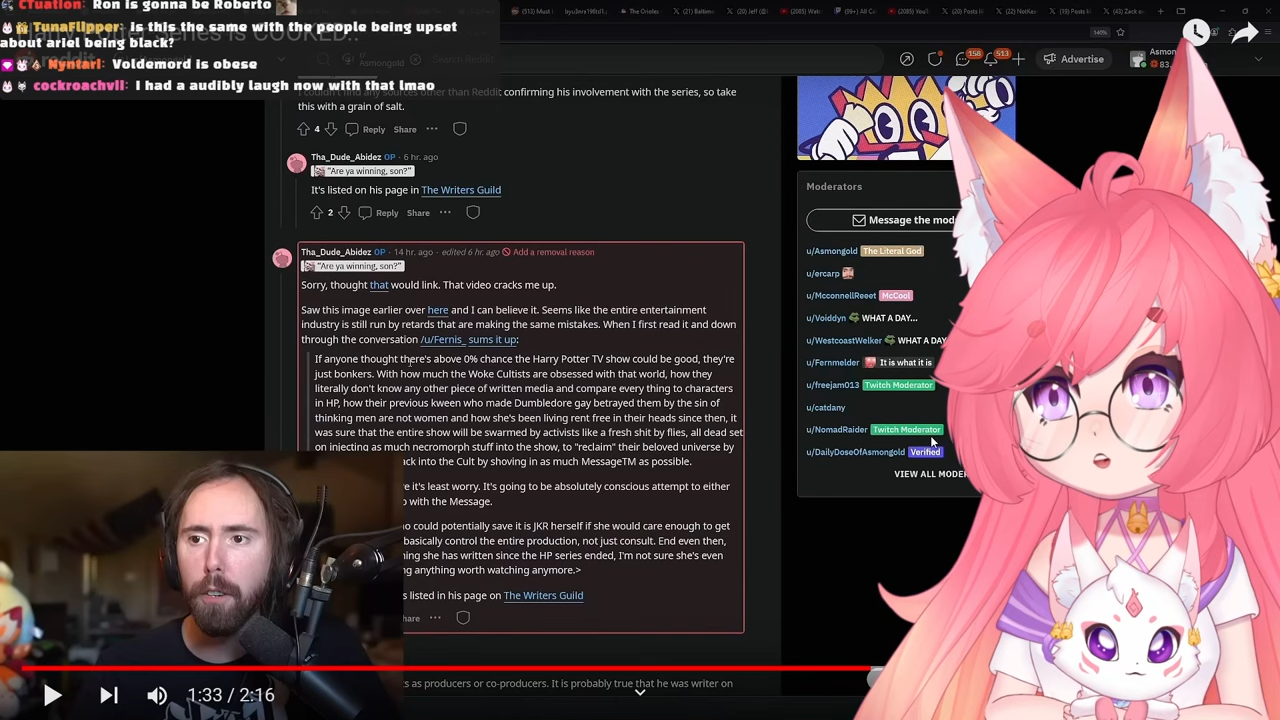 CTuation: Ron is gonna be Roberto
TunaFlipper: is this the same with the people being upset
about ariel being black?
Nyntarl: Voldemord is obese
cockroachvii: I had a audibly laugh now with that lmao
Series is COOKED..
140%
Asmongold
Search Reddit
158
513
Advertise
Asmon
other than Reddit confirming his involvement with the series, so take
this with a grain of salt.
4 Reply Share ...
Tha_Dude_Abidez OP · 6 hr. ago
"Are ya winning, son?"
It's listed on his page in The Writers Guild
2 Reply Share ...
Tha_Dude_Abidez OP · 14 hr. ago · edited 6 hr. ago Add a removal reason
"Are ya winning, son?"
Sorry, thought that would link. That video cracks me up.
Saw this image earlier over here and I can believe it. Seems like the entire entertainment
industry is still run by retards that are making the same mistakes. When I first read it and down
through the conversation /u/Fernis_ sums it up:
If anyone thought there's above 0% chance the Harry Potter TV show could be good, they're
just bonkers. With how much the Woke Cultists are obsessed with that world, how they
literally don't know any other piece of written media and compare every thing to characters
in HP, how their previous kween who made Dumbledore gay betrayed them by the sin of
thinking men are not women and how she's been living rent free in their heads since then, it
was sure that the entire show will be swarmed by activists like a fresh shit by flies, all dead set
on injecting as much necromorph stuff into the show, to "reclaim" their beloved universe by
ack into the Cult by shoving in as much MessageTM as possible.
re it's least worry. It's going to be absolutely conscious attempt to either
o with the Message.
o could potentially save it is JKR herself if she would care enough to get
basically control the entire production, not just consult. End even then,
ning she has written since the HP series ended, I'm not sure she's even
ng anything worth watching anymore.>
s listed in his page on The Writers Guild
hare ...
ts as producers or co-producers. It is probably true that he was writer on
Moderators
Message the mod
u/Asmongold The Literal God
u/ercarp
u/McconnellReeet McCool
u/Voiddyn WHAT A DAY...
u/WestcoastWelker WHAT A DAY
u/Fernmelder It is what it is
u/freejam013 Twitch Moderator
u/catdany
u/NomadRaider Twitch Moderator
u/DailyDoseOfAsmongold Verified
VIEW ALL MODER
1:33 / 2:16